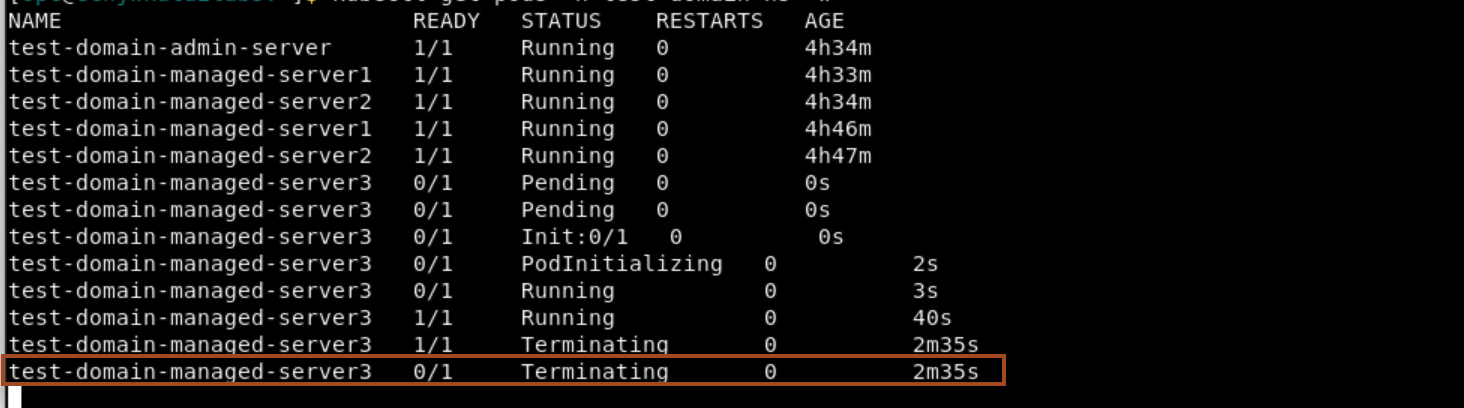 NAME READY STATUS RESTARTS AGE
test-domain-admin-server 1/1 Running 0 4h34m
test-domain-managed-server1 1/1 Running 0 4h33m
test-domain-managed-server2 1/1 Running 0 4h34m
test-domain-managed-server1 1/1 Running 0 4h46m
test-domain-managed-server2 1/1 Running 0 4h47m
test-domain-managed-server3 0/1 Pending 0 0s
test-domain-managed-server3 0/1 Pending 0 0s
test-domain-managed-server3 0/1 Init:0/1 0 0s
test-domain-managed-server3 0/1 PodInitializing 0 2s
test-domain-managed-server3 0/1 Running 0 3s
test-domain-managed-server3 1/1 Running 0 40s
test-domain-managed-server3 1/1 Terminating 0 2m35s
test-domain-managed-server3 0/1 Terminating 0 2m35s